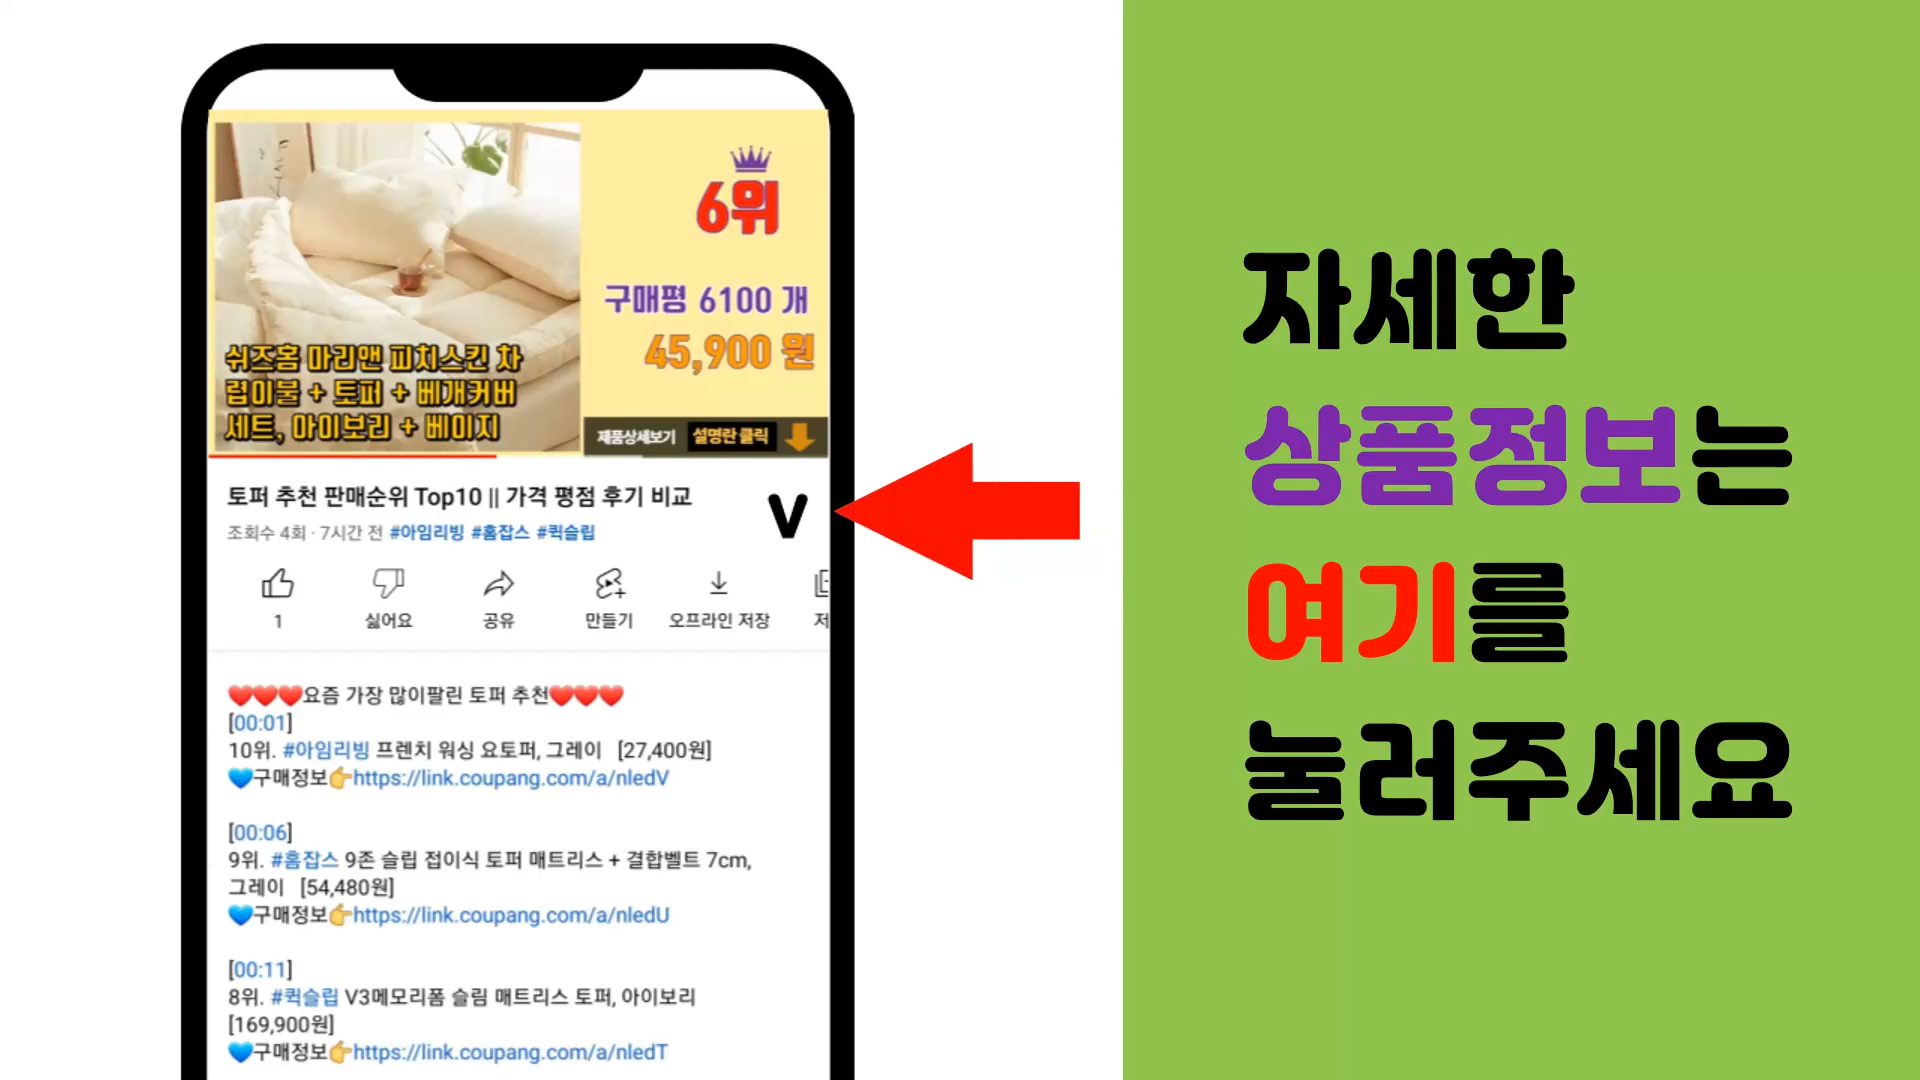 6위
구매평 6100 개
45,900 원
쉬즈홈 마리앤 피치스킨 차
렵이불 + 토퍼 + 베개커버
세트, 아이보리 + 베이지
제품상세보기 설명란 클릭
토퍼 추천 판매순위 Top10 || 가격 평점 후기 비교
V
조회수 4회 · 7시간 전 #아임리빙 #홈잡스 #퀵슬립
1 싫어요 공유 만들기 오프라인 저장 저
❤️❤️❤️요즘 가장 많이팔린 토퍼 추천❤️❤️❤️
[00:01]
10위. #아임리빙 프렌치 워싱 요토퍼, 그레이 [27,400원]
💙구매정보👉https://link.coupang.com/a/nledV
[00:06]
9위. #홈잡스 9존 슬립 접이식 토퍼 매트리스 + 결합벨트 7cm,
그레이 [54,480원]
💙구매정보👉https://link.coupang.com/a/nledU
[00:11]
8위. #퀵슬립 V3메모리폼 슬림 매트리스 토퍼, 아이보리
[169,900원]
💙구매정보👉https://link.coupang.com/a/nledT
자세한
상품정보는
여기를
눌러주세요